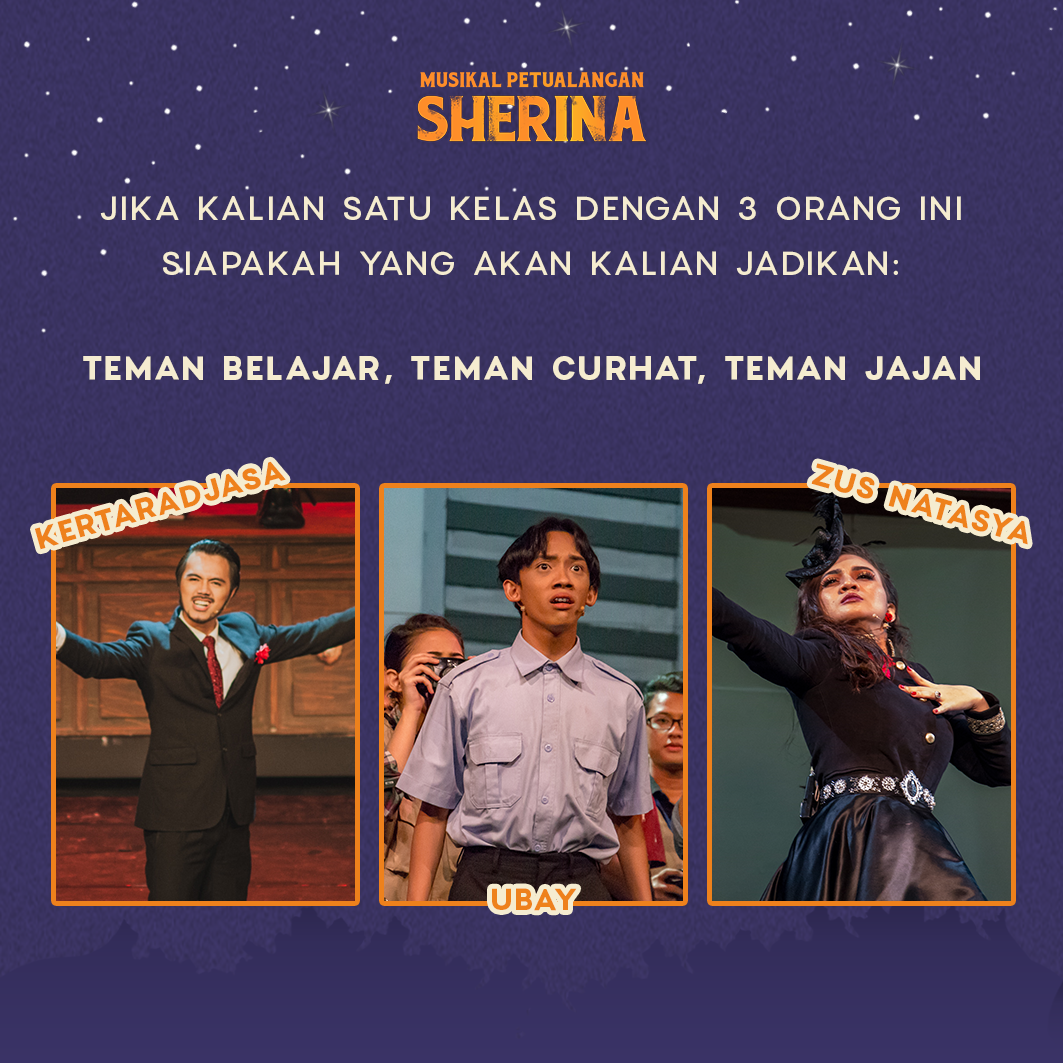 MUSIKAL PETUALANGAN
SHERINA
JIKA KALIAN SATU KELAS DENGAN 3 ORANG INI
SIAPAKAH YANG AKAN KALIAN JADIKAN:
TEMAN BELAJAR, TEMAN CURHAT, TEMAN JAJAN
KERTARADJASA
UBAY
ZUS NATASYA